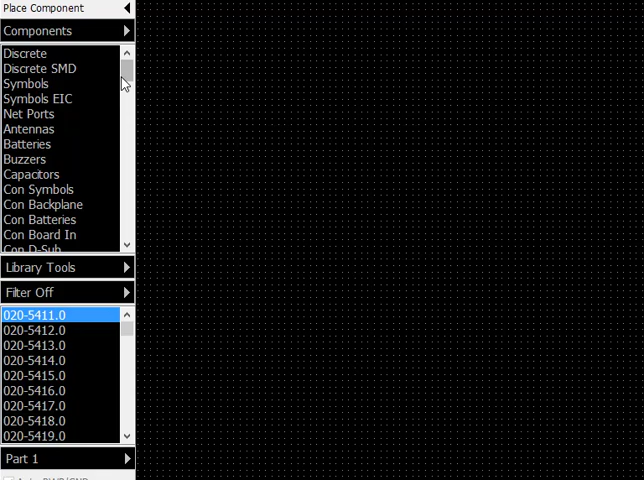 Place Component
Components
Discrete
Discrete SMD
Symbols
Symbols EIC
Net Ports
Antennas
Batteries
Buzzers
Capacitors
Con Symbols
Con Backplane
Con Batteries
Con Board In
Con D-Sub
Library Tools
Filter Off
020-5411.0
020-5412.0
020-5413.0
020-5414.0
020-5415.0
020-5416.0
020-5417.0
020-5418.0
020-5419.0
Part 1